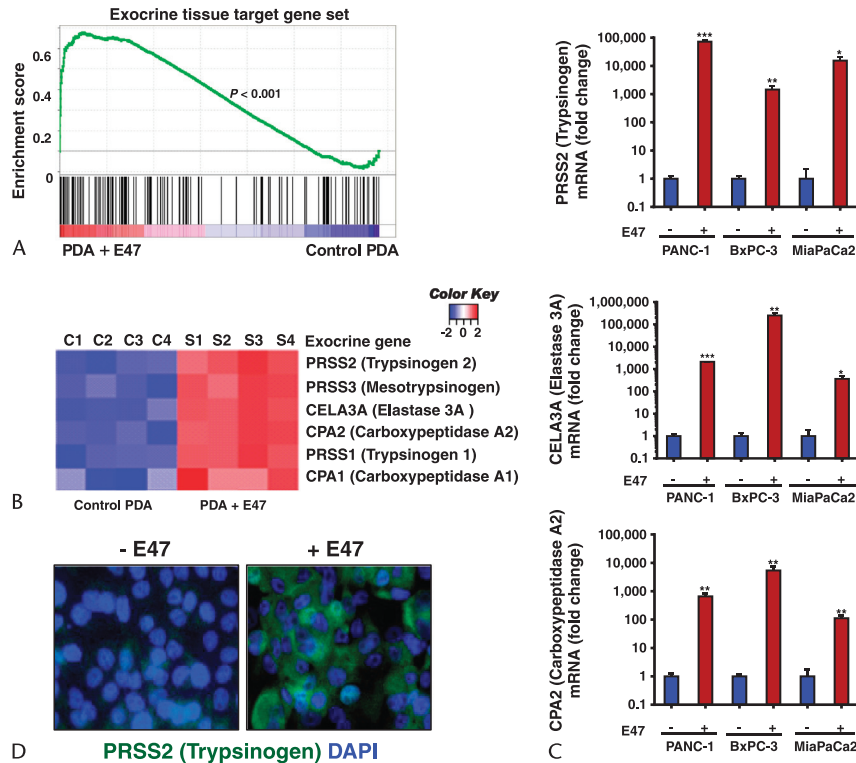 Exocrine tissue target gene set
Enrichment score
0.6
0.4
0.2
0
P < 0.001
PDA + E47
Control PDA
A
Color Key
-2 0 2
C1 C2 C3 C4 S1 S2 S3 S4 Exocrine gene
PRSS2 (Trypsinogen 2)
PRSS3 (Mesotrypsinogen)
CELA3A (Elastase 3A )
CPA2 (Carboxypeptidase A2)
PRSS1 (Trypsinogen 1)
CPA1 (Carboxypeptidase A1)
Control PDA
PDA + E47
B
- E47
+ E47
D
PRSS2 (Trypsinogen) DAPI
PRSS2 (Trypsinogen)
mRNA (fold change)
100,000
10,000
1,000
100
10
1
0.1
***
**
*
E47 - + - + - +
PANC-1 BxPC-3 MiaPaCa2
CELA3A (Elastase 3A)
mRNA (fold change)
1,000,000
100,000
10,000
1,000
100
10
1
0.1
***
**
*
E47 - + - + - +
PANC-1 BxPC-3 MiaPaCa2
CPA2 (Carboxypeptidase A2)
mRNA (fold change)
100,000
10,000
1,000
100
10
1
0.1
**
**
**
E47 - + - + - +
C
PANC-1 BxPC-3 MiaPaCa2